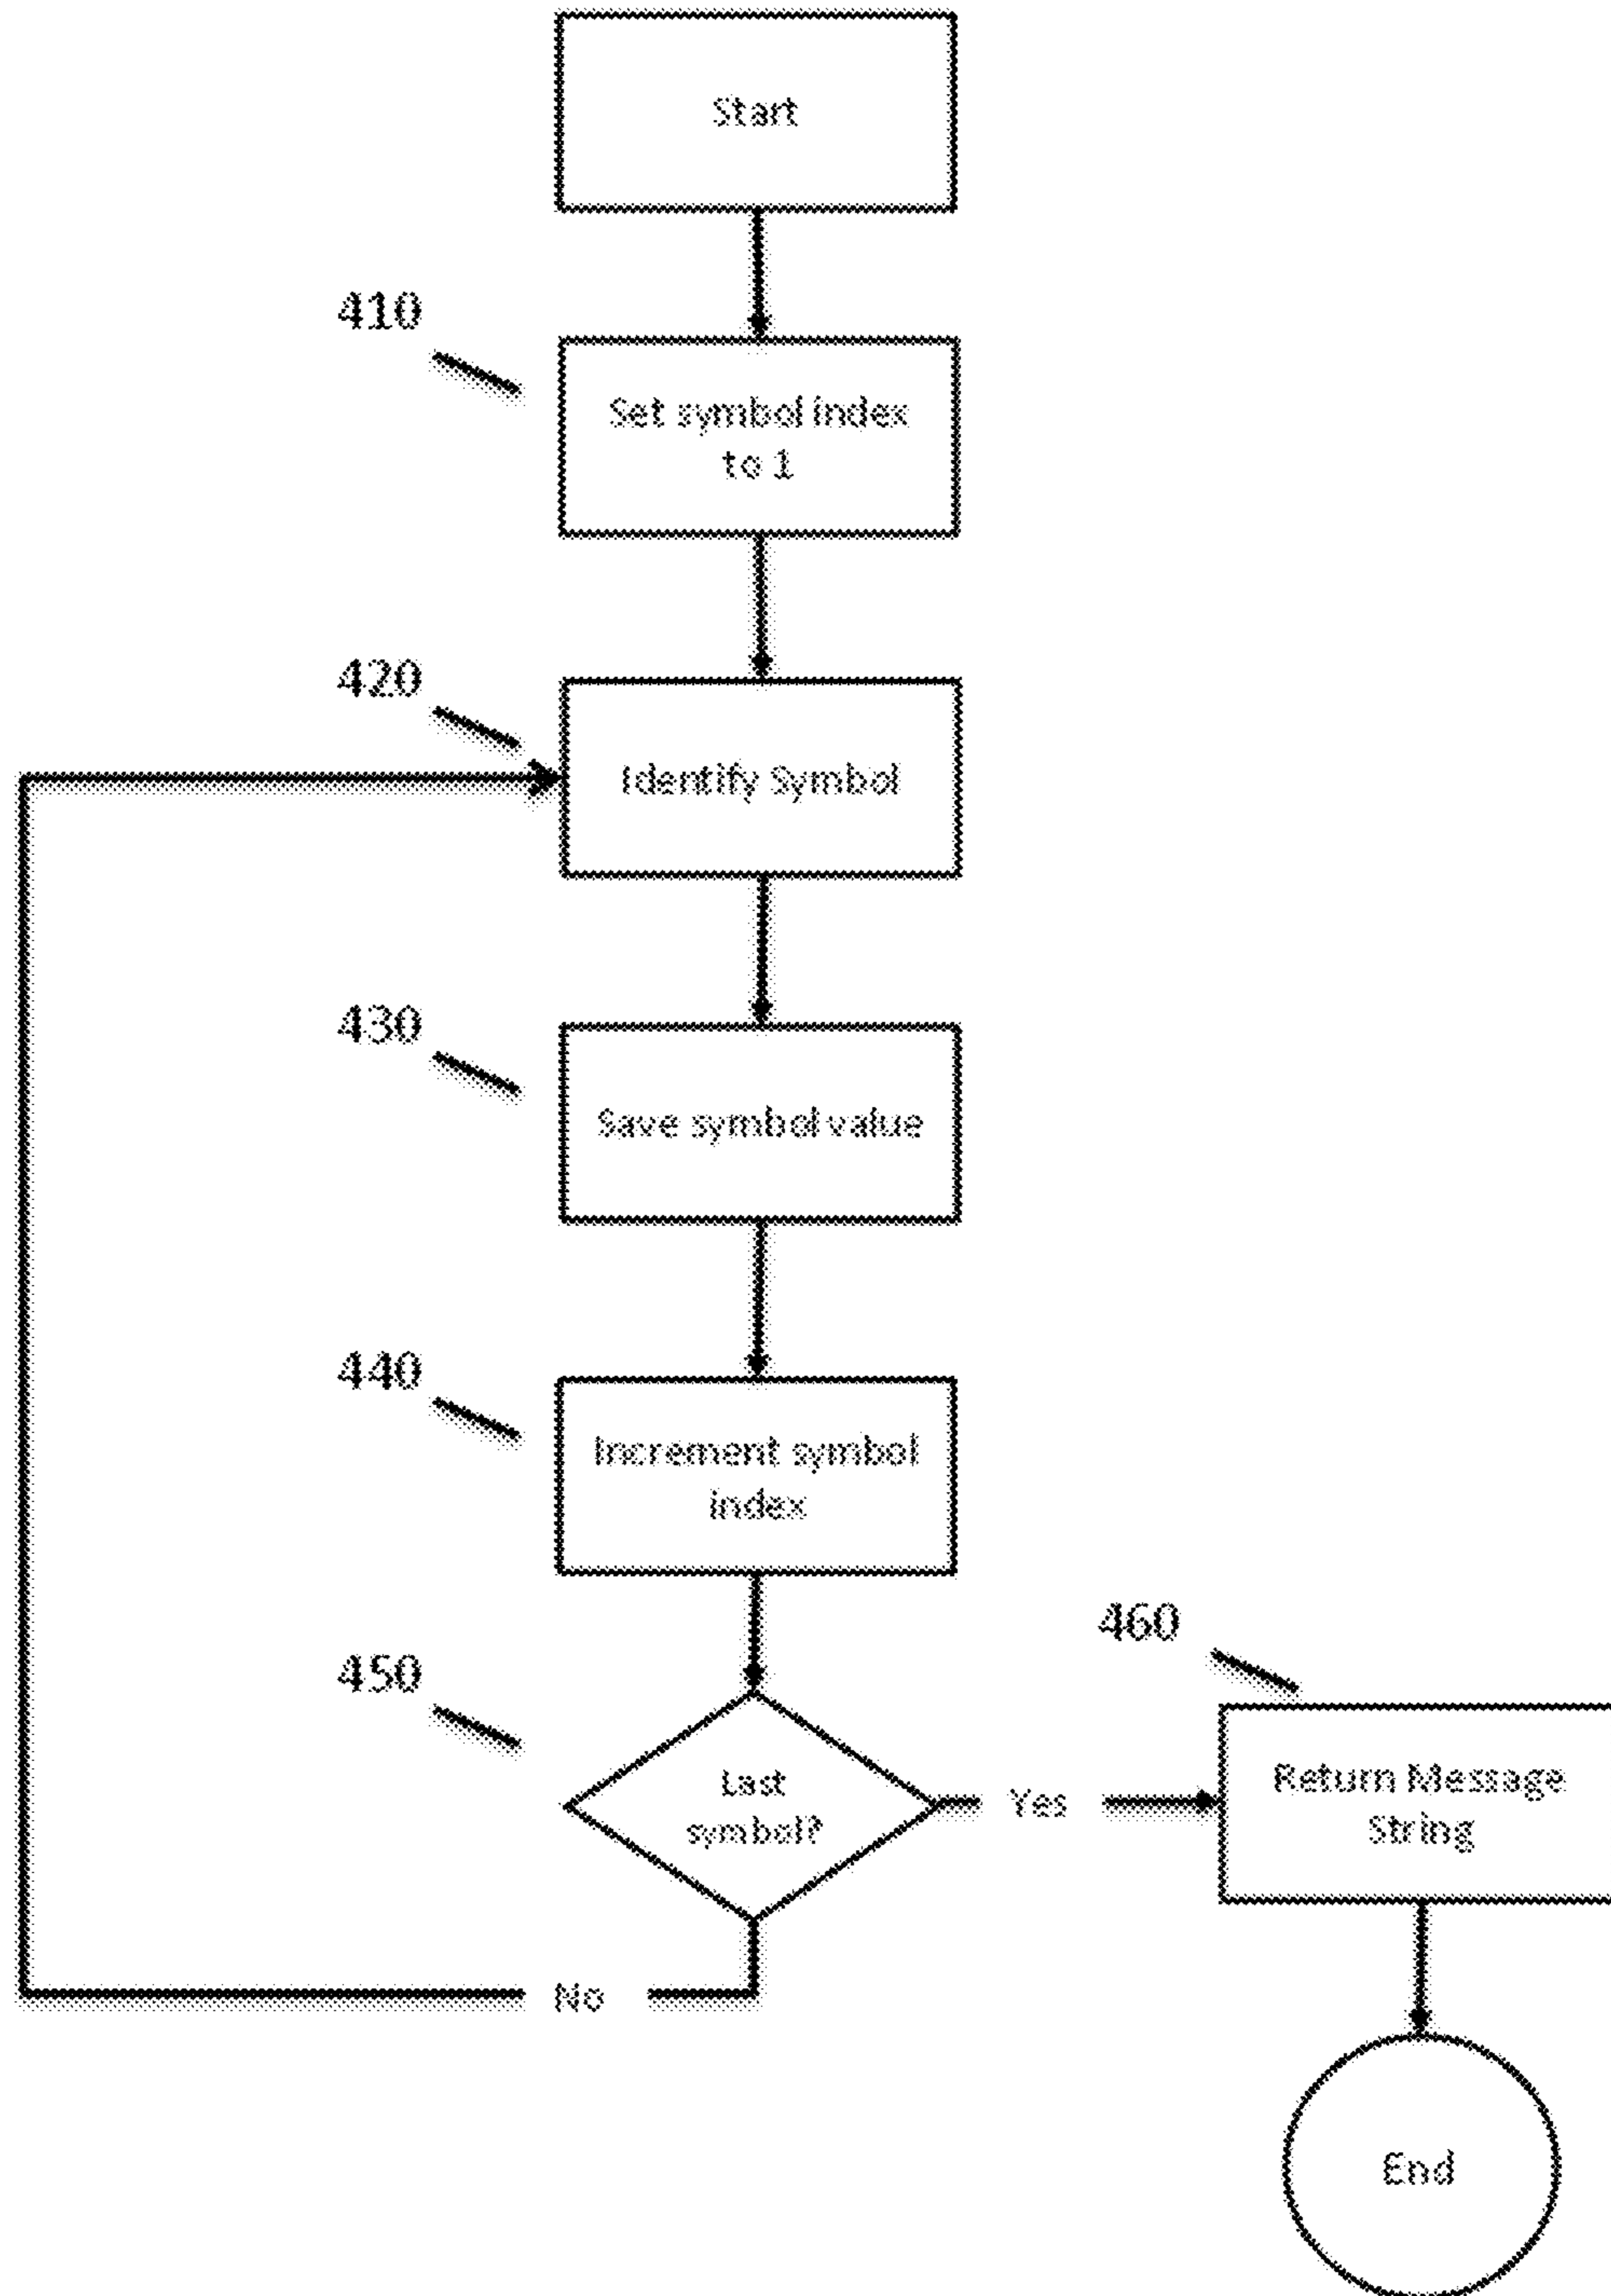 Start
410
Set symbol index
to 1
420
Identify Symbol
430
Save symbol value
440
Increment symbol
index
450
Last
symbol?
Yes
460
Return Message
String
No
End